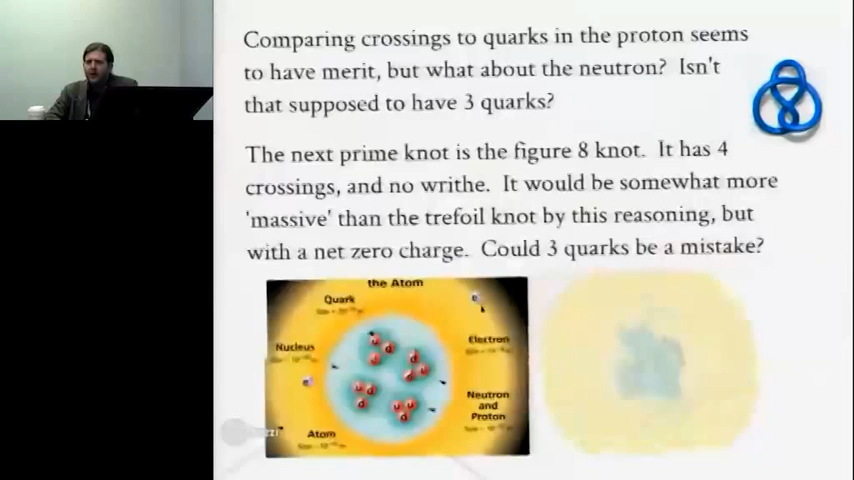 Comparing crossings to quarks in the proton seems
to have merit, but what about the neutron? Isn't
that supposed to have 3 quarks?
The next prime knot is the figure 8 knot. It has 4
crossings, and no writhe. It would be somewhat more
'massive' than the trefoil knot by this reasoning, but
with a net zero charge. Could 3 quarks be a mistake?
the Atom
Quark
Nucleus
Electron
Neutron
and
Proton
Atom